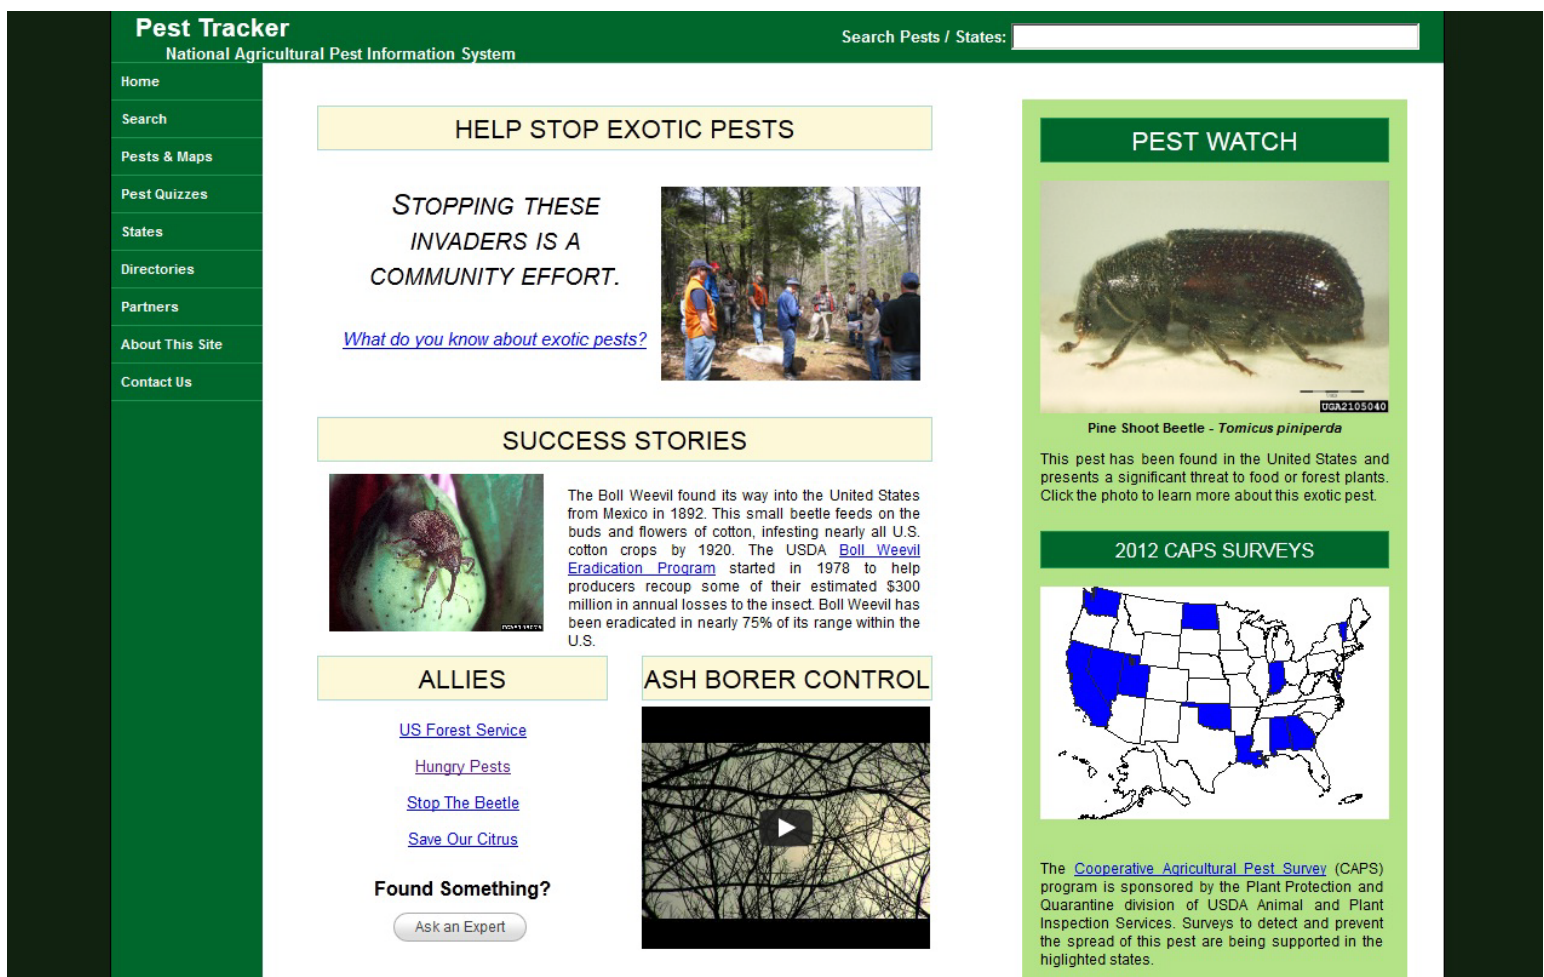 Pest Tracker
National Agricultural Pest Information System
Search Pests / States:
Home
Search
Pests & Maps
Pest Quizzes
States
Directories
Partners
About This Site
Contact Us
HELP STOP EXOTIC PESTS
STOPPING THESE
INVADERS IS A
COMMUNITY EFFORT.
What do you know about exotic pests?
SUCCESS STORIES
The Boll Weevil found its way into the United States
from Mexico in 1892. This small beetle feeds on the
buds and flowers of cotton, infesting nearly all U.S.
cotton crops by 1920. The USDA Boll Weevil
Eradication Program started in 1978 to help
producers recoup some of their estimated $300
million in annual losses to the insect. Boll Weevil has
been eradicated in nearly 75% of its range within the
U.S.
ALLIES
US Forest Service
Hungry Pests
Stop The Beetle
Save Our Citrus
Found Something?
Ask an Expert
ASH BORER CONTROL
PEST WATCH
UGA2105040
Pine Shoot Beetle - Tomicus piniperda
This pest has been found in the United States and
presents a significant threat to food or forest plants.
Click the photo to learn more about this exotic pest.
2012 CAPS SURVEYS
The Cooperative Agricultural Pest Survey (CAPS)
program is sponsored by the Plant Protection and
Quarantine division of USDA Animal and Plant
Inspection Services. Surveys to detect and prevent
the spread of this pest are being supported in the
higlighted states.